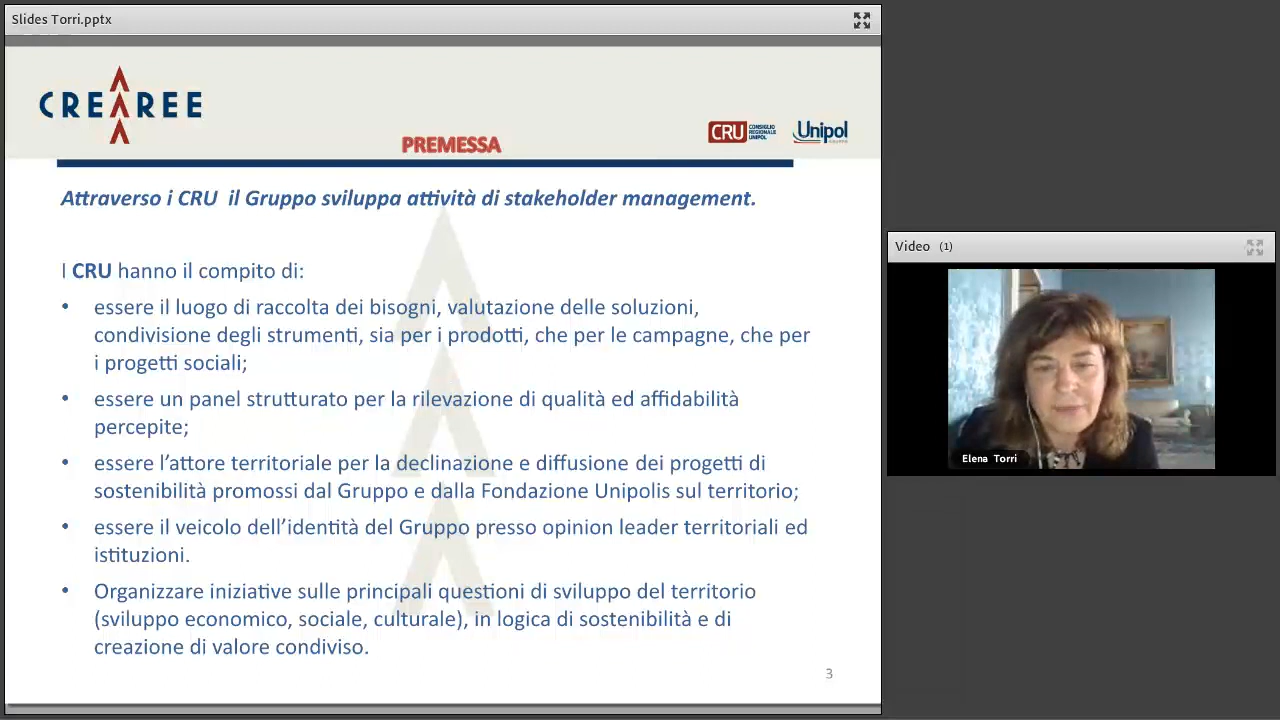 Slides Torri.pptx
CREAREE
PREMESSA
CRU CONSIGLIO
REGIONALE
UNIPOL
Unipol
GRUPPO
Attraverso i CRU il Gruppo sviluppa attività di stakeholder management.
I CRU hanno il compito di:
• essere il luogo di raccolta dei bisogni, valutazione delle soluzioni,
condivisione degli strumenti, sia per i prodotti, che per le campagne, che per
i progetti sociali;
• essere un panel strutturato per la rilevazione di qualità ed affidabilità
percepite;
• essere l’attore territoriale per la declinazione e diffusione dei progetti di
sostenibilità promossi dal Gruppo e dalla Fondazione Unipolis sul territorio;
• essere il veicolo dell’identità del Gruppo presso opinion leader territoriali ed
istituzioni.
• Organizzare iniziative sulle principali questioni di sviluppo del territorio
(sviluppo economico, sociale, culturale), in logica di sostenibilità e di
creazione di valore condiviso.
3
Video (1)
Elena Torri